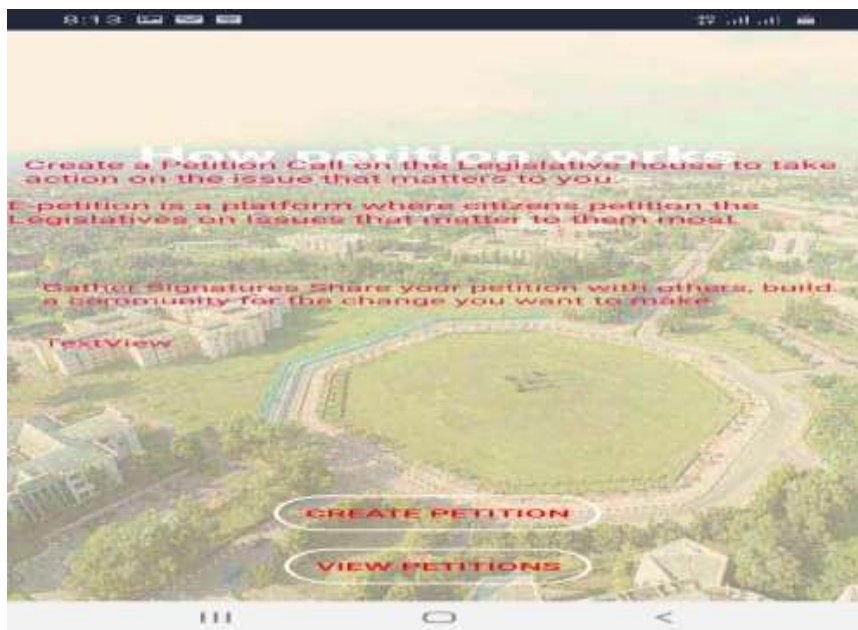 8:13
How petition works
Create a Petition Call on the Legislative house to take
action on the issue that matters to you.
E-petition is a platform where citizens petition the
Legislatives on issues that matter to them most.
Gather Signatures Share your petition with others, build
a community for the change you want to make.
TextView
CREATE PETITION
VIEW PETITIONS